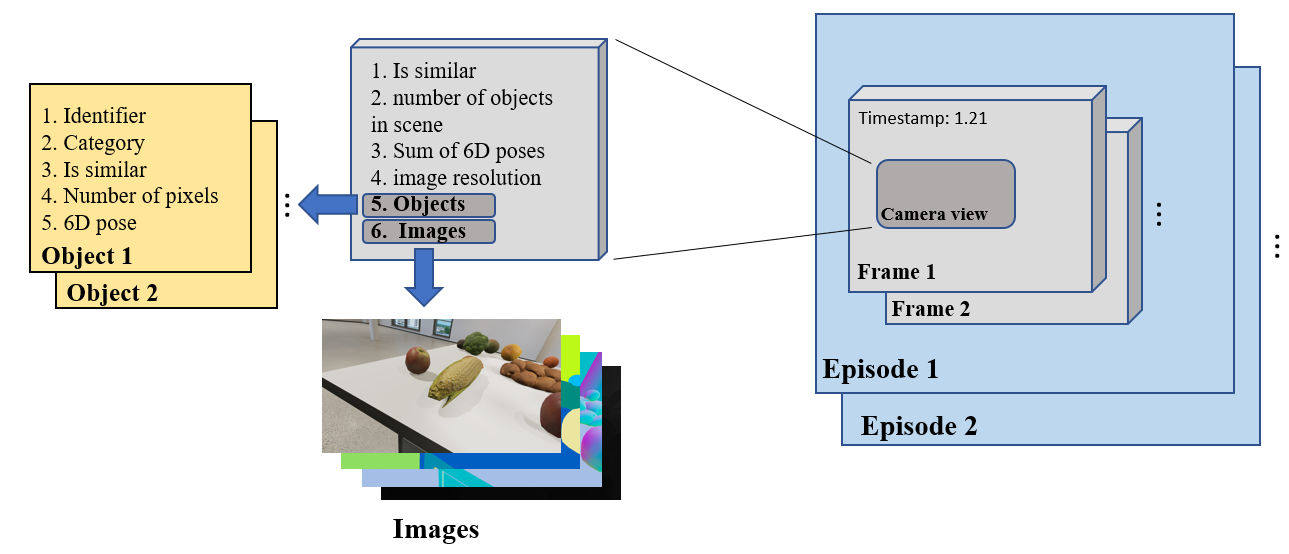 1. Identifier
2. Category
3. Is similar
4. Number of pixels
5. 6D pose
Object 1
Object 2
1. Is similar
2. number of objects
in scene
3. Sum of 6D poses
4. image resolution
5. Objects
6. Images
Images
Timestamp: 1.21
Camera view
Frame 1
Frame 2
Episode 1
Episode 2